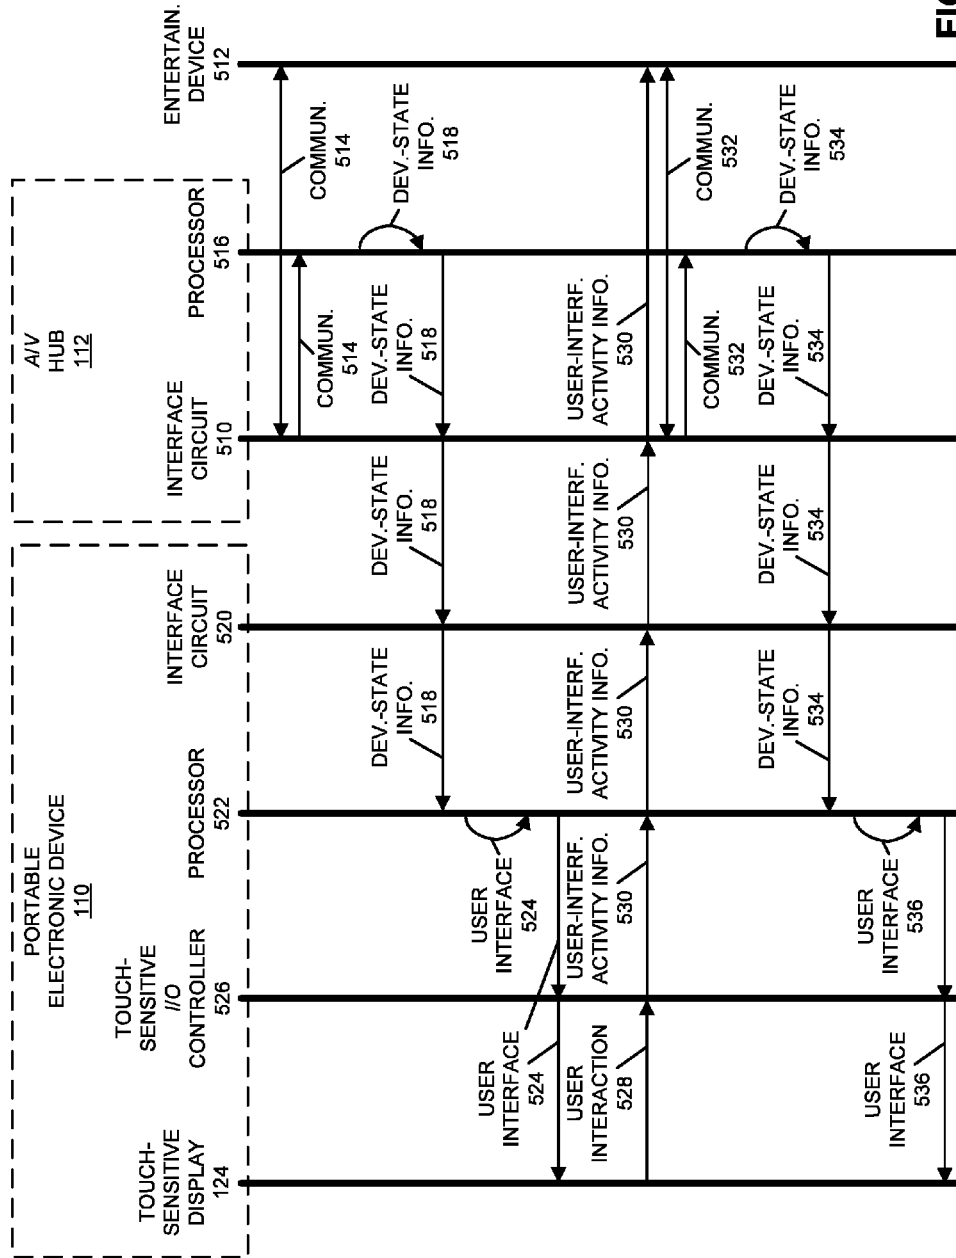 PORTABLE
ELECTRONIC DEVICE
110
A/V
HUB
112
TOUCH-
SENSITIVE
DISPLAY
124
TOUCH-
SENSITIVE
I/O
CONTROLLER
526
PROCESSOR
522
INTERFACE
CIRCUIT
520
INTERFACE
CIRCUIT
510
PROCESSOR
516
ENTERTAIN.
DEVICE
512
COMMUN.
514
COMMUN.
514
DEV.-STATE
INFO.
518
DEV.-STATE
INFO.
518
DEV.-STATE
INFO.
518
DEV.-STATE
INFO.
518
USER
INTERFACE
524
USER
INTERFACE
524
USER
INTERACTION
528
USER-INTERF.
ACTIVITY INFO.
530
USER-INTERF.
ACTIVITY INFO.
530
USER-INTERF.
ACTIVITY INFO.
530
USER-INTERF.
ACTIVITY INFO.
530
COMMUN.
532
COMMUN.
532
DEV.-STATE
INFO.
534
DEV.-STATE
INFO.
534
DEV.-STATE
INFO.
534
DEV.-STATE
INFO.
534
USER
INTERFACE
536
USER
INTERFACE
536